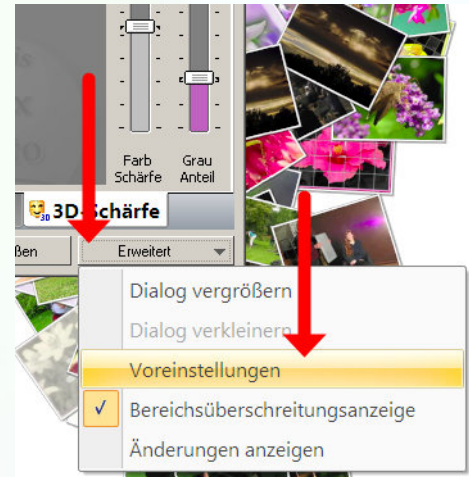 Farb Grau
Schärfe Anteil
3D-Schärfe
ßen Erweitert
Dialog vergrößern
Dialog verkleinern
Voreinstellungen
✓ Bereichsüberschreitungsanzeige
Änderungen anzeigen